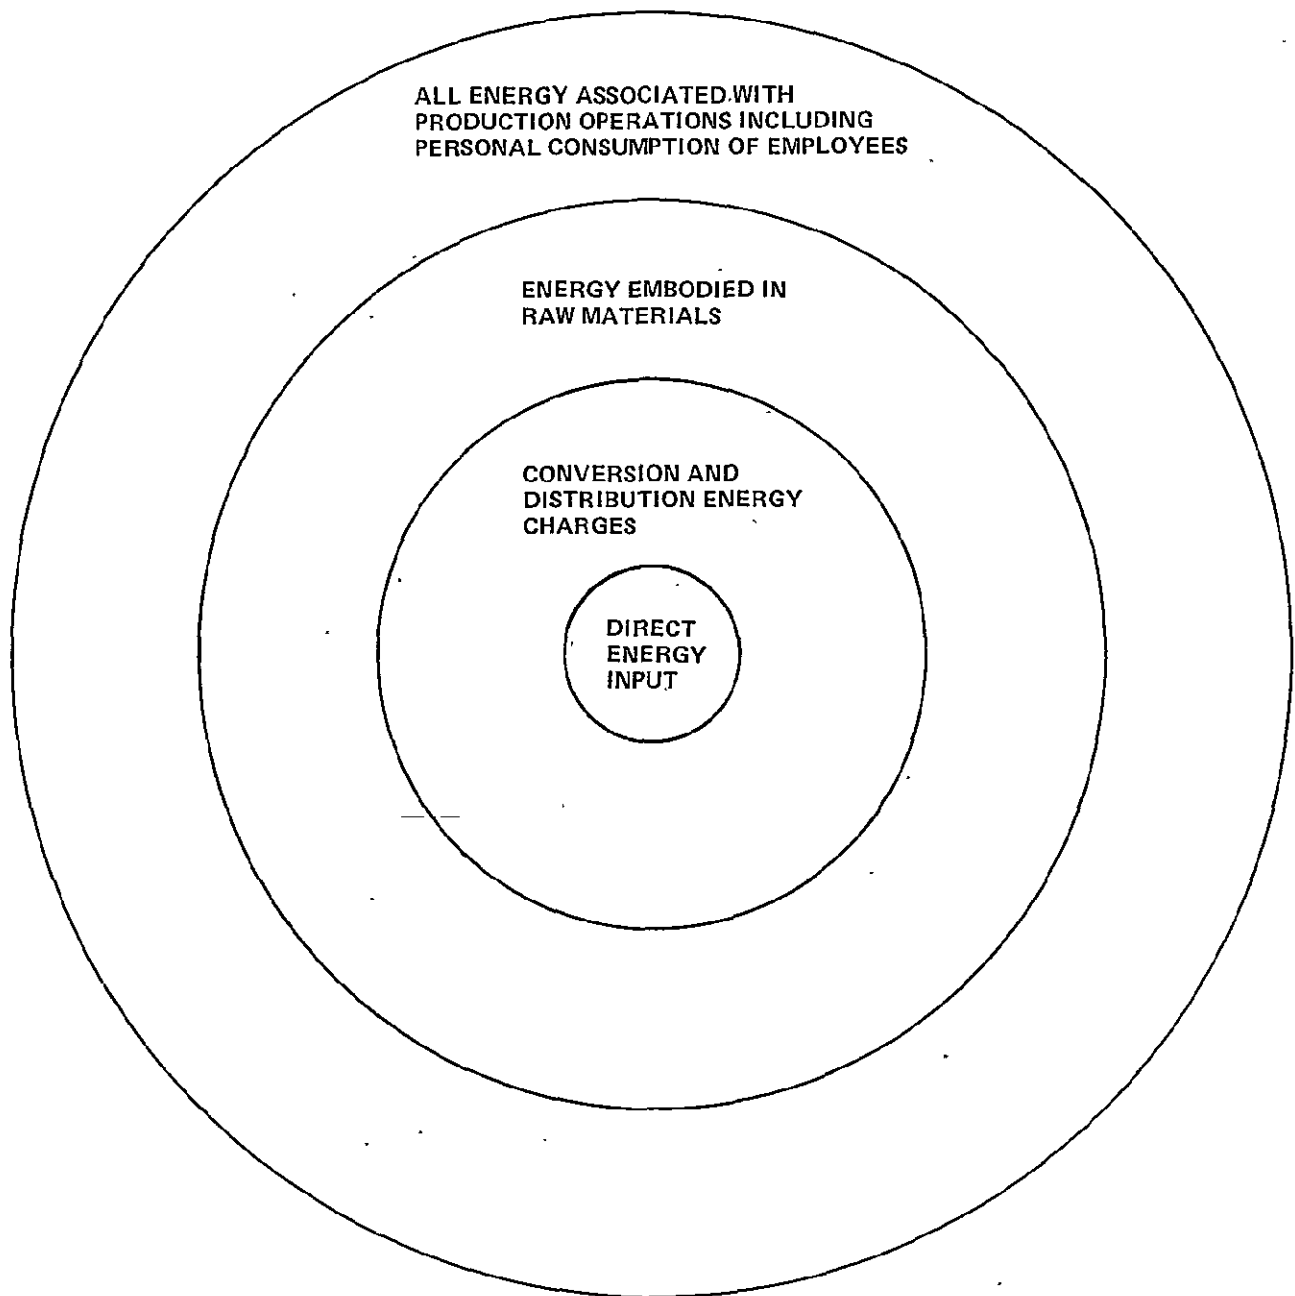 ALL ENERGY ASSOCIATED WITH
PRODUCTION OPERATIONS INCLUDING
PERSONAL CONSUMPTION OF EMPLOYEES
ENERGY EMBODIED IN
RAW MATERIALS
CONVERSION AND
DISTRIBUTION ENERGY
CHARGES
DIRECT
ENERGY
INPUT